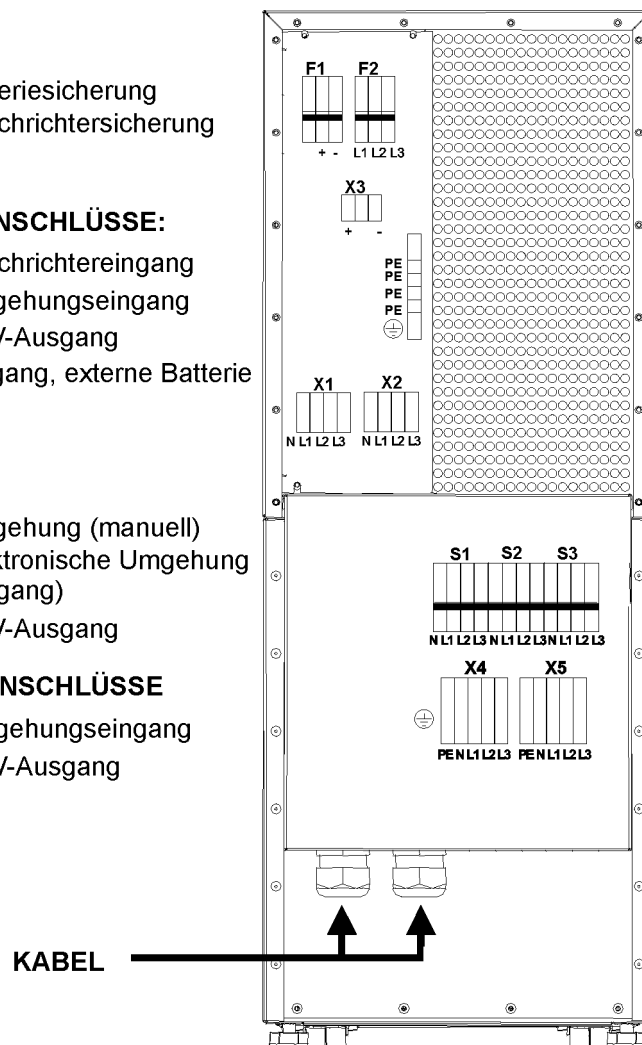 eriesicherung
chrichtersicherung
NSCHLÜSSE:
chrichtereingang
gehungseingang
V-Ausgang
gang, externe Batterie
gehung (manuell)
ktronische Umgehung
gang)
V-Ausgang
NSCHLÜSSE
gehungseingang
V-Ausgang
KABEL
F1 F2
+ - L1 L2 L3
X3
+ -
PE
PE
PE
PE
X1 X2
N L1 L2 L3 N L1 L2 L3
S1 S2 S3
N L1 L2 L3 N L1 L2 L3 N L1 L2 L3
X4 X5
PE N L1 L2 L3 PE N L1 L2 L3